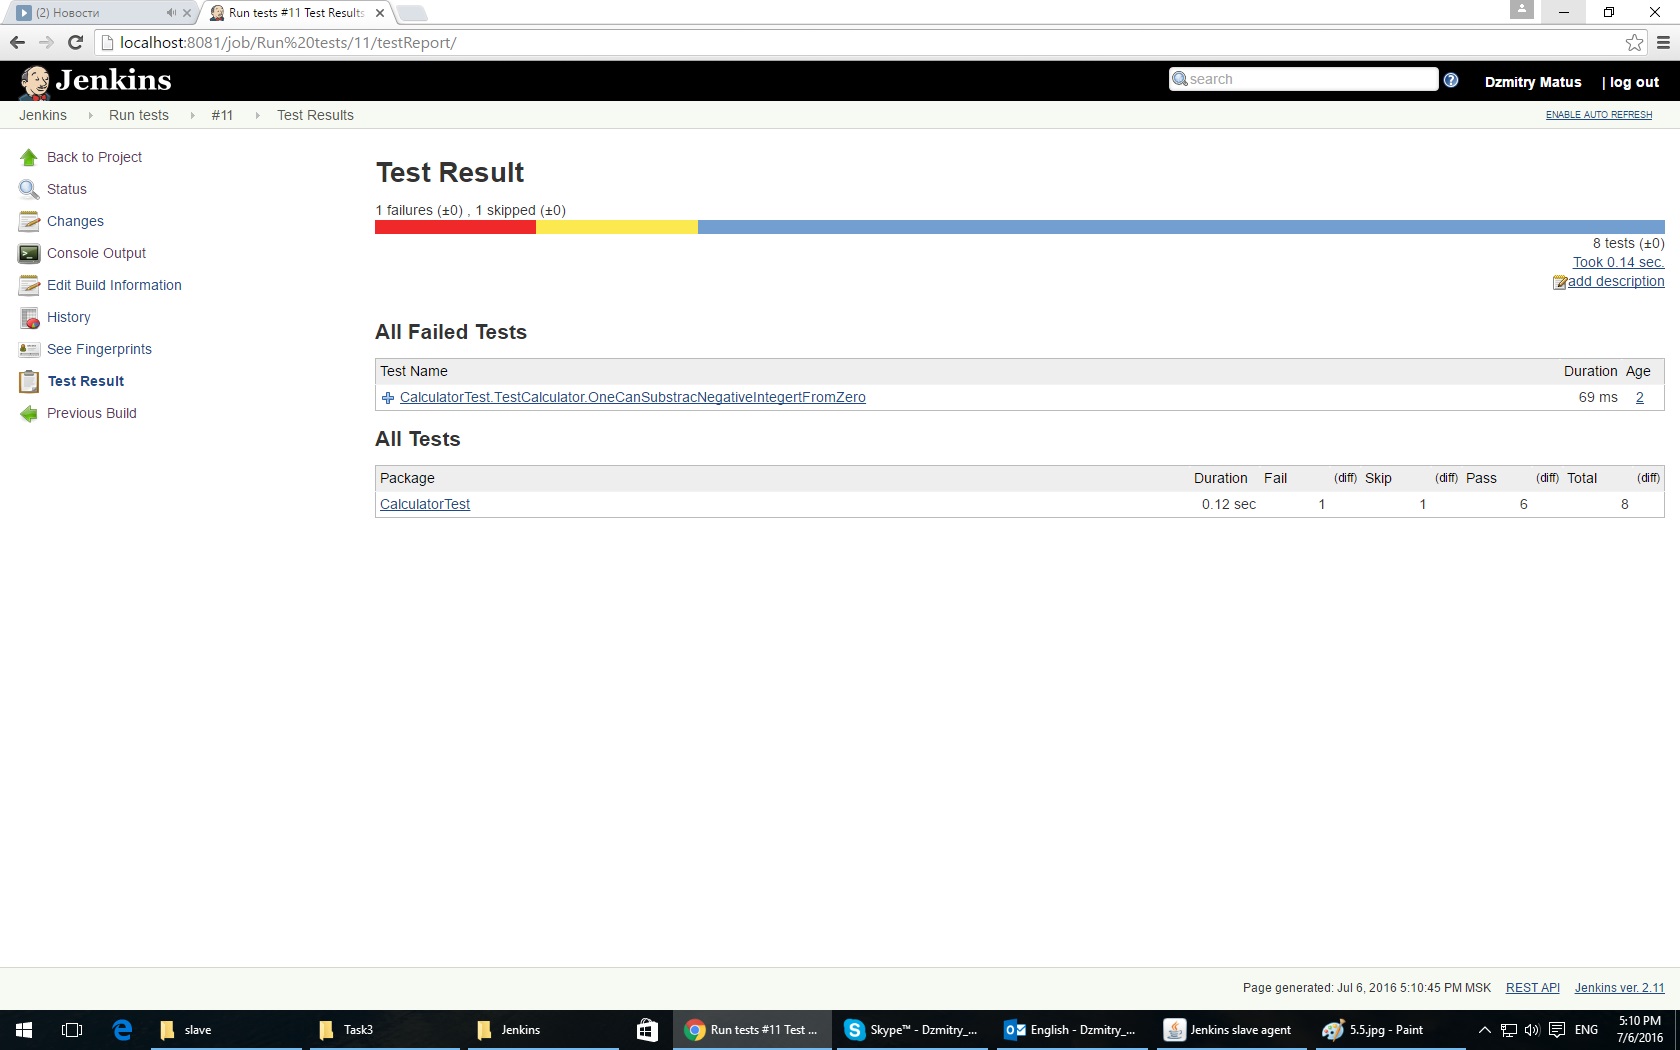 (2) Новости
Run tests #11 Test Results
localhost:8081/job/Run%20tests/11/testReport/
Jenkins
search
Dzmitry Matus
| log out
Jenkins Run tests #11 Test Results
ENABLE AUTO REFRESH
Back to Project
Status
Changes
Console Output
Edit Build Information
History
See Fingerprints
Test Result
Previous Build
Test Result
1 failures (±0) , 1 skipped (±0)
8 tests (±0)
Took 0.14 sec.
add description
All Failed Tests
Test Name Duration Age
CalculatorTest.TestCalculator.OneCanSubstracNegativeIntegertFromZero 69 ms 2
All Tests
Package Duration Fail (diff) Skip (diff) Pass (diff) Total (diff)
CalculatorTest 0.12 sec 1 1 6 8
Page generated: Jul 6, 2016 5:10:45 PM MSK REST API Jenkins ver. 2.11
slave
Task3
Jenkins
Run tests #11 Test ...
Skype™ - Dzmitry_...
English - Dzmitry_...
Jenkins slave agent
5.5.jpg - Paint
ENG
5:10 PM
7/6/2016